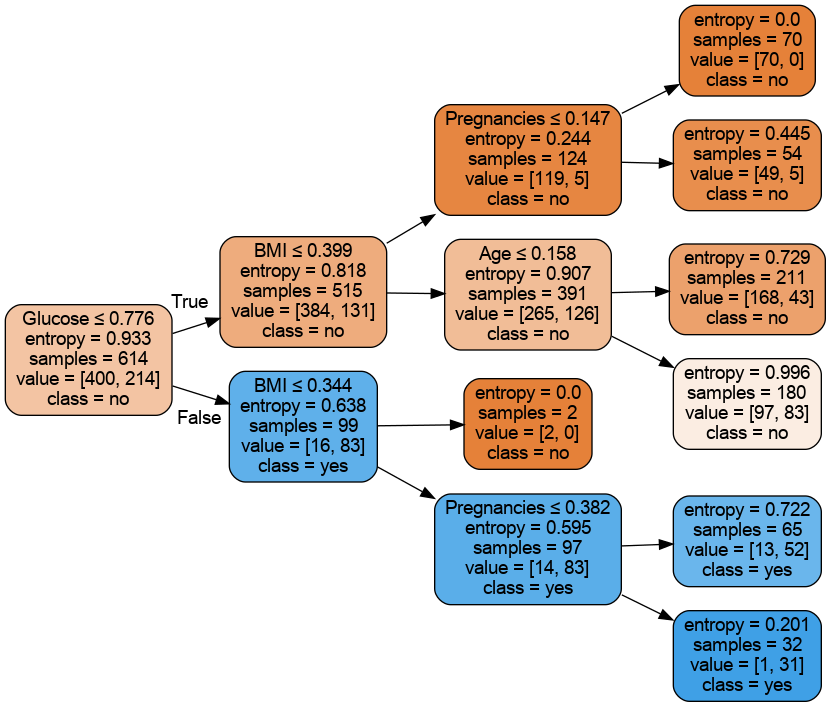 Glucose ≤ 0.776
entropy = 0.933
samples = 614
value = [400, 214]
class = no
True
False
BMI ≤ 0.399
entropy = 0.818
samples = 515
value = [384, 131]
class = no
BMI ≤ 0.344
entropy = 0.638
samples = 99
value = [16, 83]
class = yes
Pregnancies ≤ 0.147
entropy = 0.244
samples = 124
value = [119, 5]
class = no
Age ≤ 0.158
entropy = 0.907
samples = 391
value = [265, 126]
class = no
entropy = 0.0
samples = 2
value = [2, 0]
class = no
Pregnancies ≤ 0.382
entropy = 0.595
samples = 97
value = [14, 83]
class = yes
entropy = 0.0
samples = 70
value = [70, 0]
class = no
entropy = 0.445
samples = 54
value = [49, 5]
class = no
entropy = 0.729
samples = 211
value = [168, 43]
class = no
entropy = 0.996
samples = 180
value = [97, 83]
class = no
entropy = 0.722
samples = 65
value = [13, 52]
class = yes
entropy = 0.201
samples = 32
value = [1, 31]
class = yes